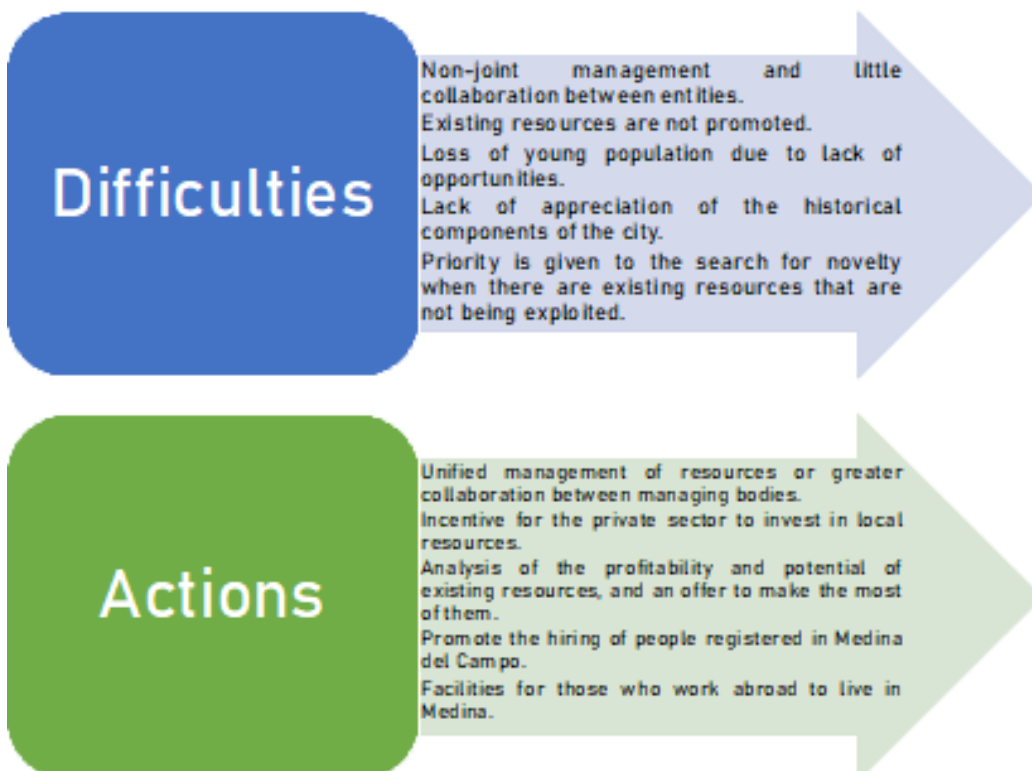 Difficulties
Non-joint management and little
collaboration between entities.
Existing resources are not promoted.
Loss of young population due to lack of
opportunities.
Lack of appreciation of the historical
components of the city.
Priority is given to the search for novelty
when there are existing resources that are
not being exploited.
Actions
Unified management of resources or greater
collaboration between managing bodies.
Incentive for the private sector to invest in local
resources.
Analysis of the profitability and potential of
existing resources, and an offer to make the most
of them.
Promote the hiring of people registered in Medina
del Campo.
Facilities for those who work abroad to live in
Medina.